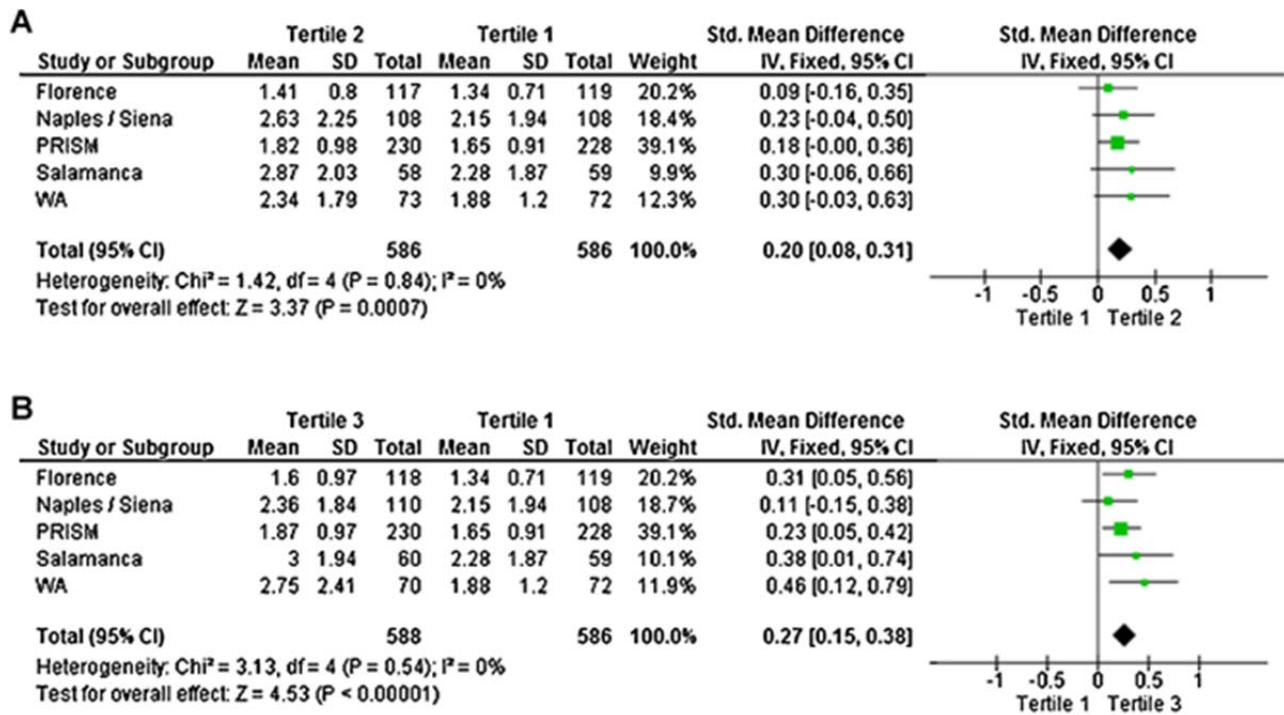 A
Tertile 2 Tertile 1 Std. Mean Difference Std. Mean Difference
Study or Subgroup Mean SD Total Mean SD Total Weight IV, Fixed, 95% CI IV, Fixed, 95% CI
Florence 1.41 0.8 117 1.34 0.71 119 20.2% 0.09 [-0.16, 0.35]
Naples / Siena 2.63 2.25 108 2.15 1.94 108 18.4% 0.23 [-0.04, 0.50]
PRISM 1.82 0.98 230 1.65 0.91 228 39.1% 0.18 [-0.00, 0.36]
Salamanca 2.87 2.03 58 2.28 1.87 59 9.9% 0.30 [-0.06, 0.66]
WA 2.34 1.79 73 1.88 1.2 72 12.3% 0.30 [-0.03, 0.63]
Total (95% CI) 586 586 100.0% 0.20 [0.08, 0.31]
Heterogeneity: Chi² = 1.42, df = 4 (P = 0.84); I² = 0%
Test for overall effect: Z = 3.37 (P = 0.0007)
-1 -0.5 0 0.5 1
Tertile 1 Tertile 2
B
Tertile 3 Tertile 1 Std. Mean Difference Std. Mean Difference
Study or Subgroup Mean SD Total Mean SD Total Weight IV, Fixed, 95% CI IV, Fixed, 95% CI
Florence 1.6 0.97 118 1.34 0.71 119 20.2% 0.31 [0.05, 0.56]
Naples / Siena 2.36 1.84 110 2.15 1.94 108 18.7% 0.11 [-0.15, 0.38]
PRISM 1.87 0.97 230 1.65 0.91 228 39.1% 0.23 [0.05, 0.42]
Salamanca 3 1.94 60 2.28 1.87 59 10.1% 0.38 [0.01, 0.74]
WA 2.75 2.41 70 1.88 1.2 72 11.9% 0.46 [0.12, 0.79]
Total (95% CI) 588 586 100.0% 0.27 [0.15, 0.38]
Heterogeneity: Chi² = 3.13, df = 4 (P = 0.54); I² = 0%
Test for overall effect: Z = 4.53 (P < 0.00001)
-1 -0.5 0 0.5 1
Tertile 1 Tertile 3